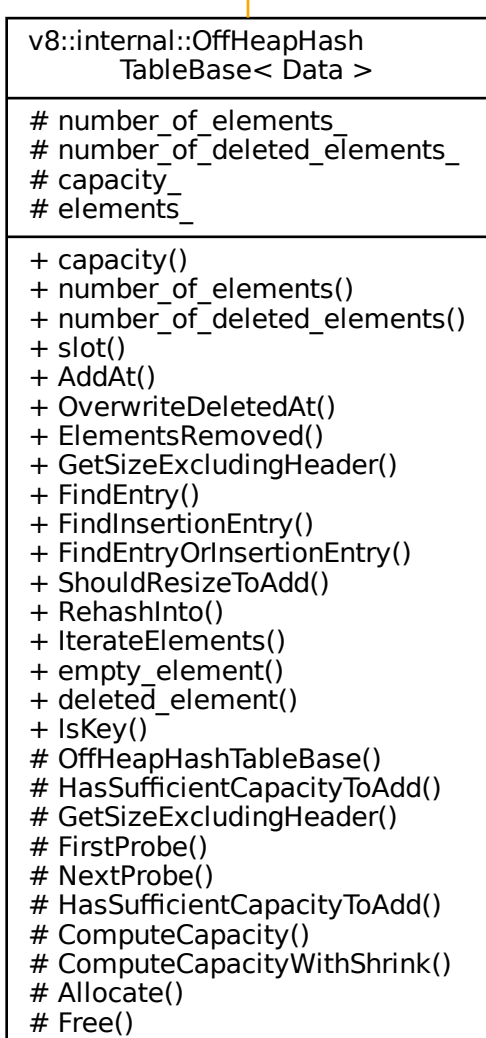 v8::internal::OffHeapHash
TableBase< Data >
# number_of_elements_
# number_of_deleted_elements_
# capacity_
# elements_
+ capacity()
+ number_of_elements()
+ number_of_deleted_elements()
+ slot()
+ AddAt()
+ OverwriteDeletedAt()
+ ElementsRemoved()
+ GetSizeExcludingHeader()
+ FindEntry()
+ FindInsertionEntry()
+ FindEntryOrInsertionEntry()
+ ShouldResizeToAdd()
+ RehashInto()
+ IterateElements()
+ empty_element()
+ deleted_element()
+ IsKey()
# OffHeapHashTableBase()
# HasSufficientCapacityToAdd()
# GetSizeExcludingHeader()
# FirstProbe()
# NextProbe()
# HasSufficientCapacityToAdd()
# ComputeCapacity()
# ComputeCapacityWithShrink()
# Allocate()
# Free()